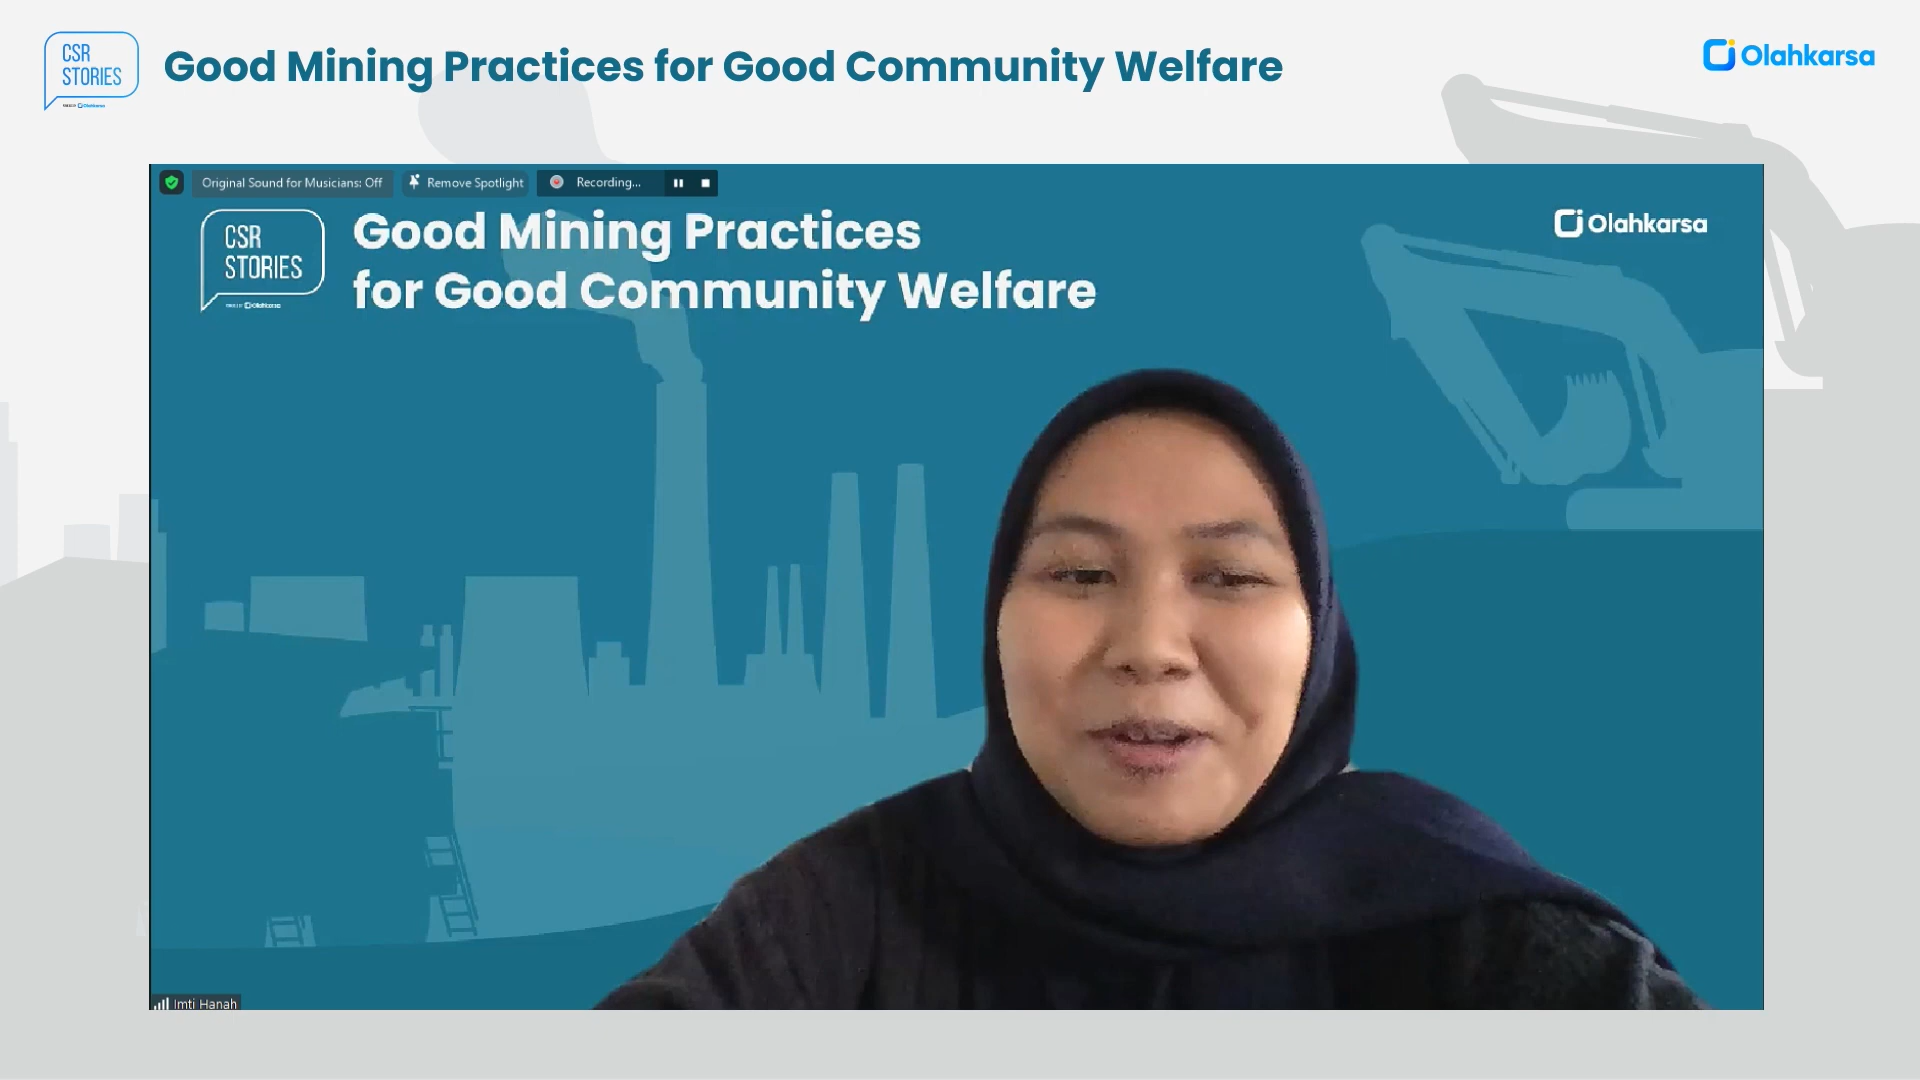 CSR
STORIES
Good Mining Practices for Good Community Welfare
Olahkarsa
Original Sound for Musicians: Off
Remove Spotlight
Recording...
CSR
STORIES
Good Mining Practices
for Good Community Welfare
Olahkarsa
Imti Hanah